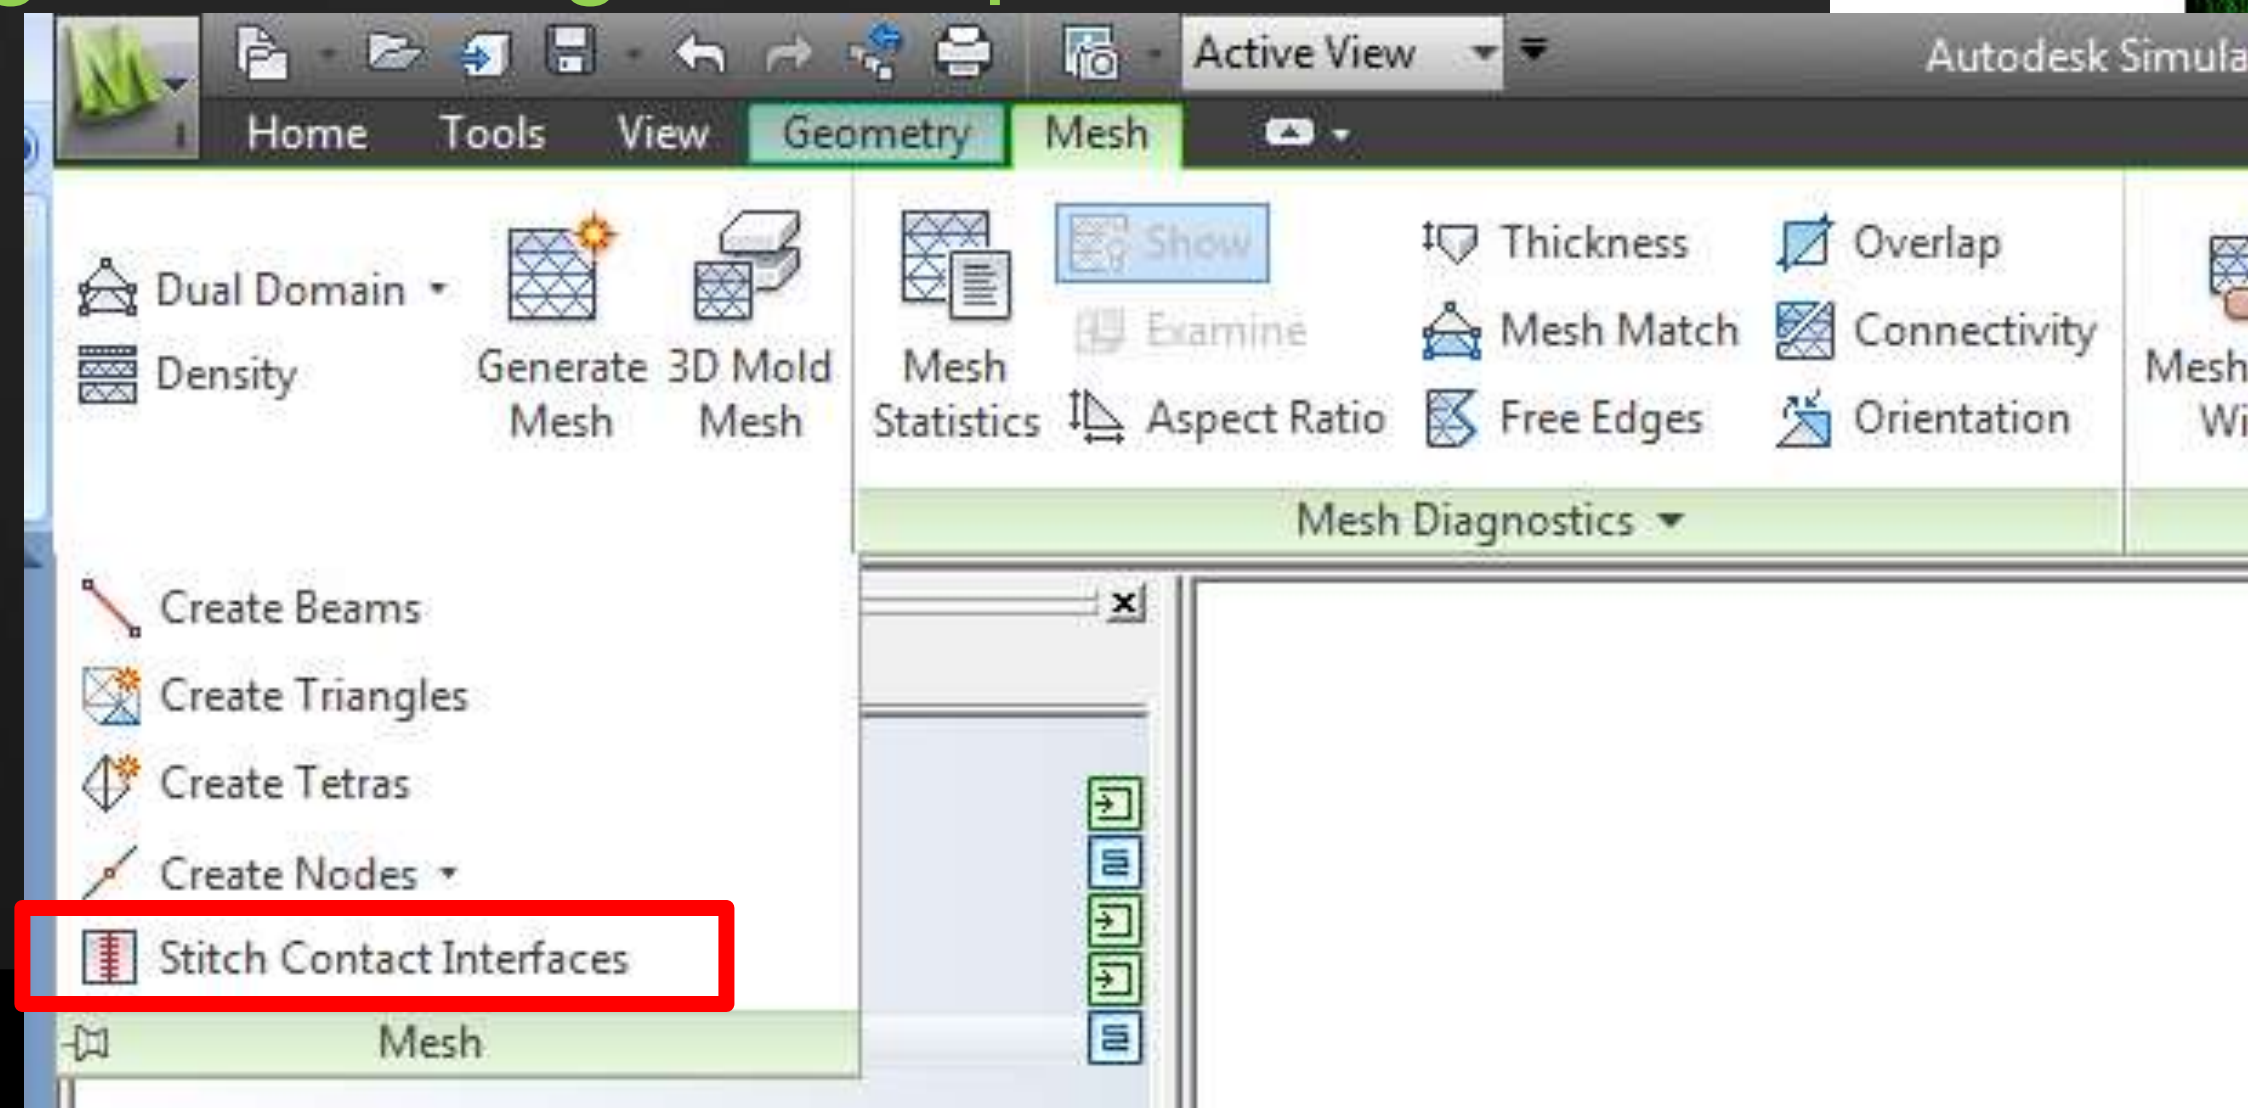 Active View
Autodesk Simula
Home Tools View Geometry Mesh
Dual Domain
Density
Generate Mesh
3D Mold Mesh
Mesh Statistics
Show
Examine
Aspect Ratio
Thickness
Mesh Match
Free Edges
Overlap
Connectivity
Orientation
Mesh
Wi
Mesh Diagnostics
Create Beams
Create Triangles
Create Tetras
Create Nodes
Stitch Contact Interfaces
Mesh